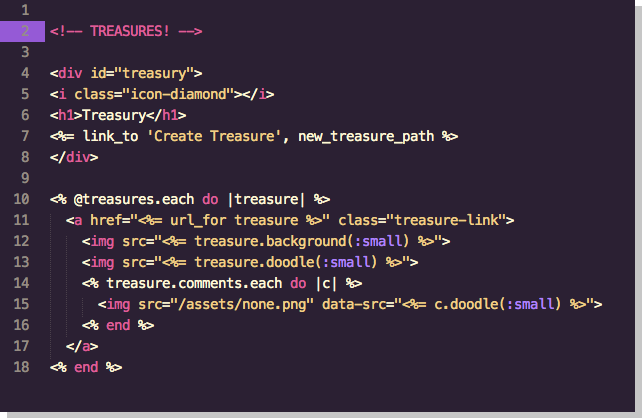 1
2 <!-- TREASURES! -->
3
4 <div id="treasury">
5 <i class="icon-diamond"></i>
6 <h1>Treasury</h1>
7 <%= link_to 'Create Treasure', new_treasure_path %>
8 </div>
9
10 <% @treasures.each do |treasure| %>
11   <a href="<%= url_for treasure %>" class="treasure-link">
12     <img src="<%= treasure.background(:small) %>">
13     <img src="<%= treasure.doodle(:small) %>">
14     <% treasure.comments.each do |c| %>
15       <img src="/assets/none.png" data-src="<%= c.doodle(:small) %>">
16     <% end %>
17   </a>
18 <% end %>